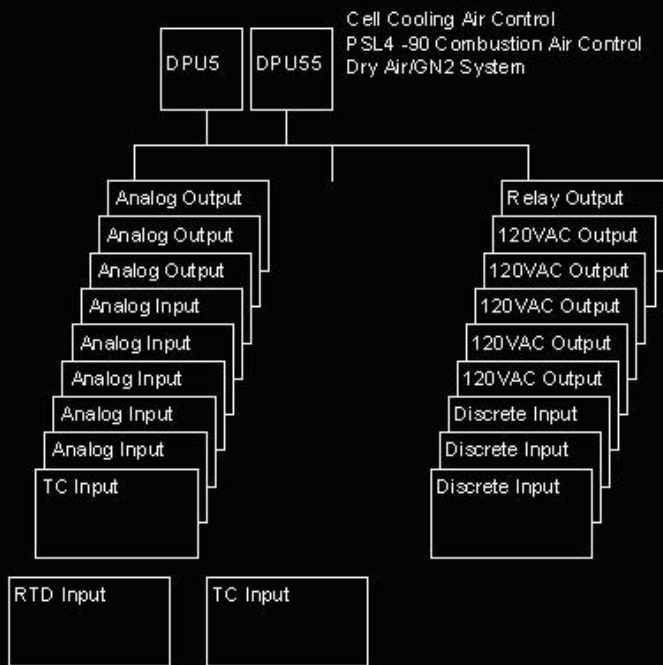 Cell Cooling Air Control
PSL4 -90 Combustion Air Control
Dry Air/GN2 System
DPU5
DPU55
Analog Output
Analog Output
Analog Output
Analog Input
Analog Input
Analog Input
Analog Input
Analog Input
TC Input
Relay Output
120VAC Output
120VAC Output
120VAC Output
120VAC Output
120VAC Output
Discrete Input
Discrete Input
Discrete Input
RTD Input
TC Input